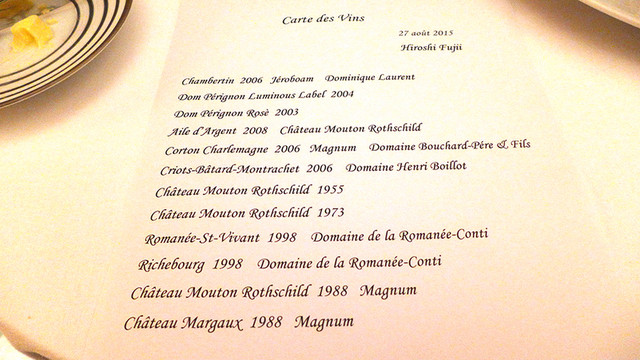 Carte des Vins
27 août 2015
Hiroshi Fujii
Chambertin 2006 Jéroboam Dominique Laurent
Dom Pérignon Luminous Label 2004
Dom Pérignon Rosè 2003
Aile d'Argent 2008 Château Mouton Rothschild
Corton Charlemagne 2006 Magnum Domaine Bouchard-Pére & Fils
Criots-Bâtard-Montrachet 2006 Domaine Henri Boillot
Château Mouton Rothschild 1955
Château Mouton Rothschild 1973
Romanée-St-Vivant 1998 Domaine de la Romanée-Conti
Richebourg 1998 Domaine de la Romanée-Conti
Château Mouton Rothschild 1988 Magnum
Château Margaux 1988 Magnum